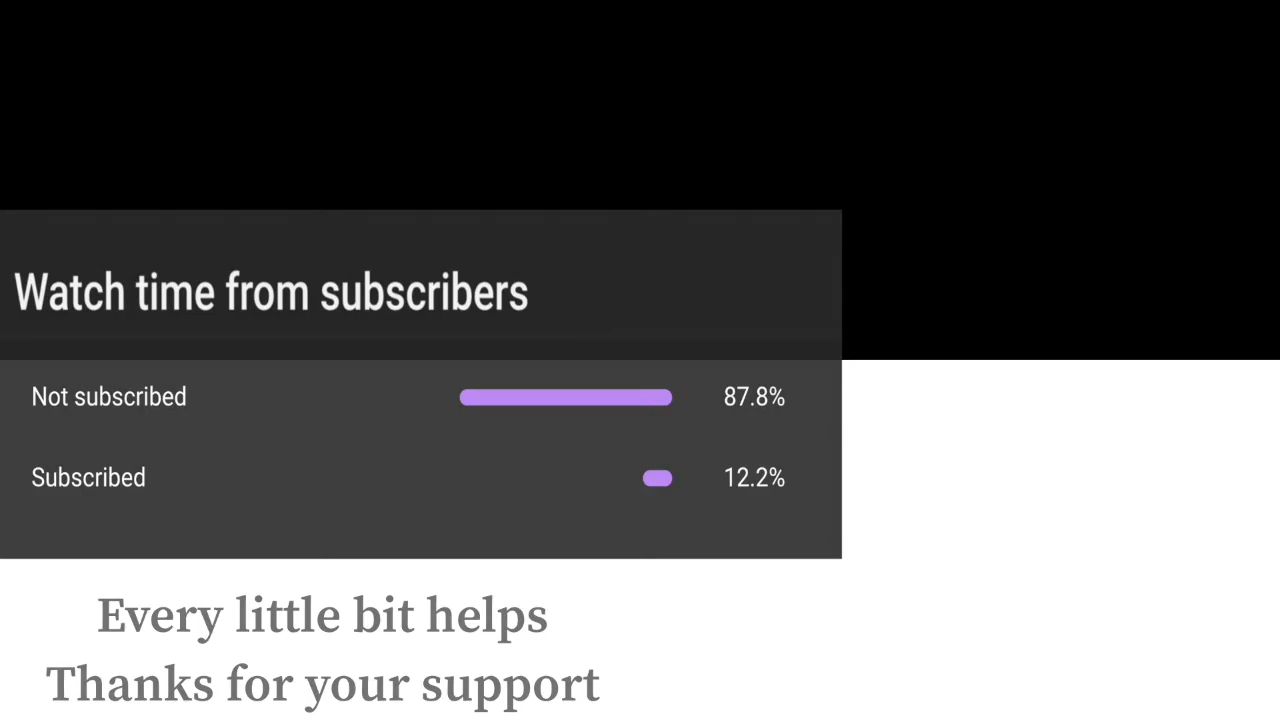 Watch time from subscribers
Not subscribed 87.8%
Subscribed 12.2%
Every little bit helps
Thanks for your support